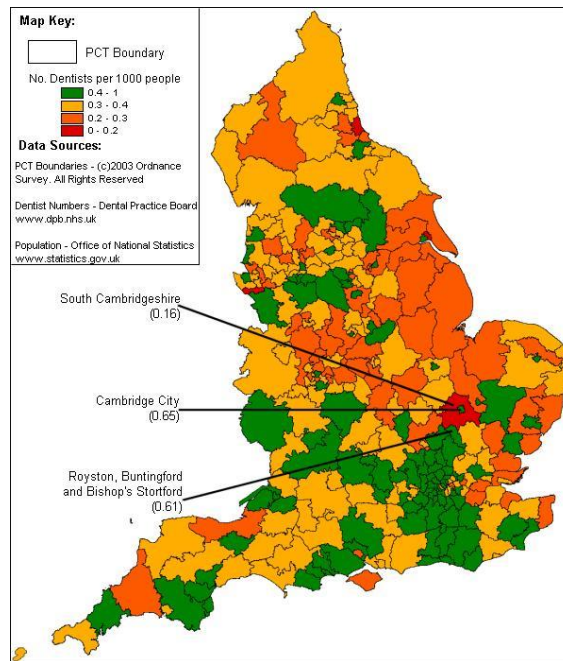 Map Key:
PCT Boundary
No. Dentists per 1000 people
0.4 - 1
0.3 - 0.4
0.2 - 0.3
0 - 0.2
Data Sources:
PCT Boundaries - (c)2003 Ordnance
Survey. All Rights Reserved
Dentist Numbers - Dental Practice Board
www.dpb.nhs.uk
Population - Office of National Statistics
www.statistics.gov.uk
South Cambridgeshire
(0.16)
Cambridge City
(0.65)
Royston, Buntingford
and Bishop's Stortford
(0.61)